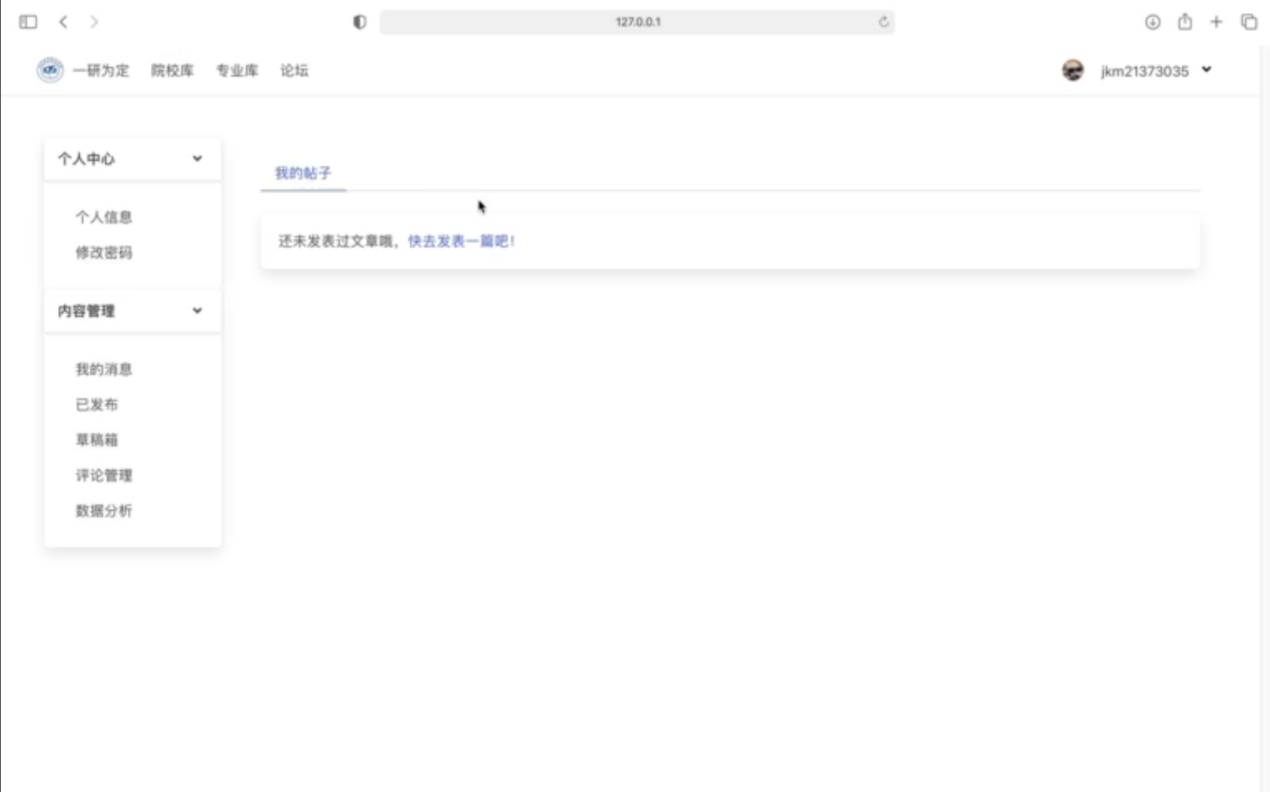 127.0.0.1
一研为定 院校库 专业库 论坛 jkm21373035
个人中心
个人信息
修改密码
内容管理
我的消息
已发布
草稿箱
评论管理
数据分析
我的帖子
还未发表过文章哦，快去发表一篇吧！